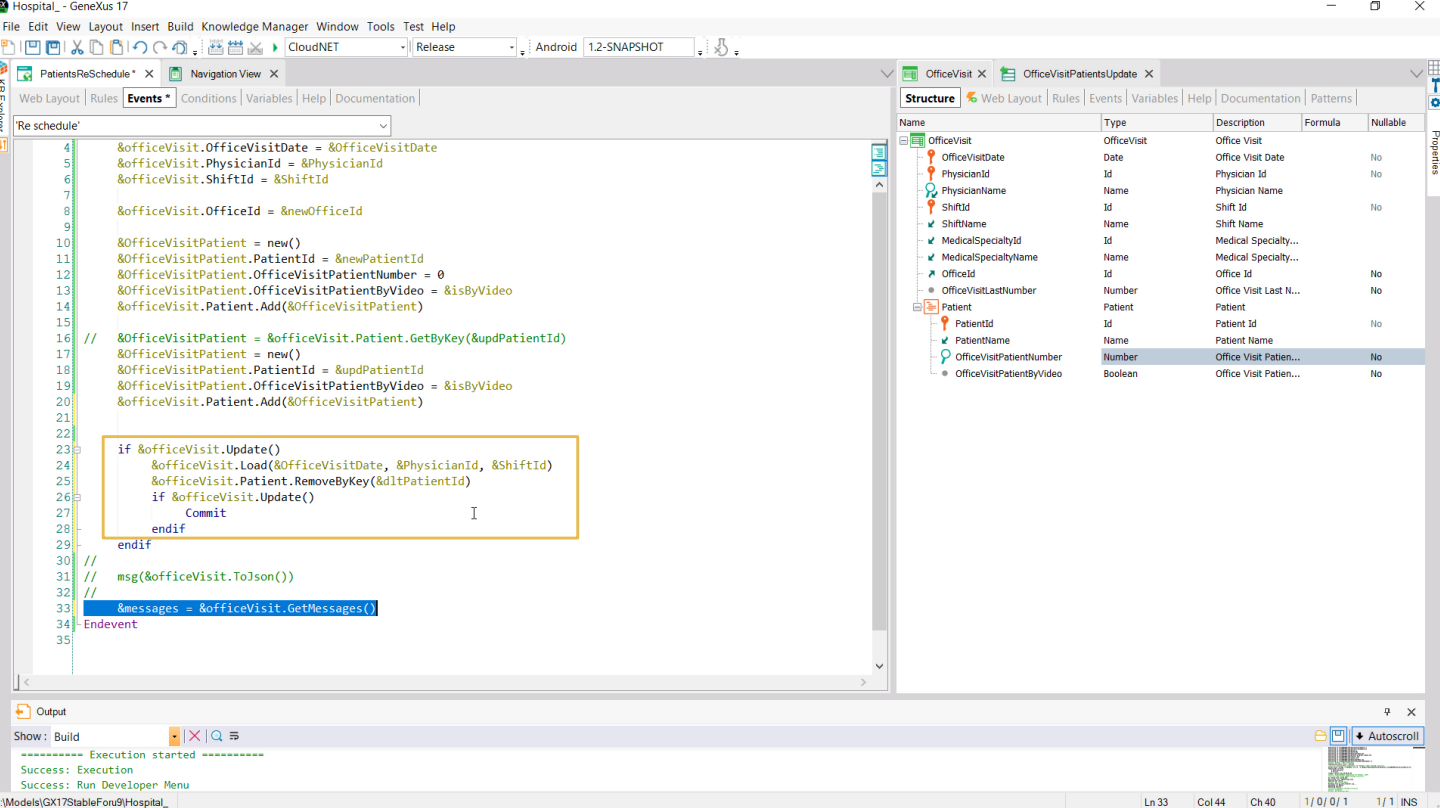 Hospital_ - GeneXus 17
File Edit View Layout Insert Build Knowledge Manager Window Tools Test Help
CloudNET Release Android 1.2-SNAPSHOT
PatientsReSchedule * Navigation View
OfficeVisit OfficeVisitPatientsUpdate
KB Explorer
Web Layout Rules Events * Conditions Variables Help Documentation
Structure Web Layout Rules Events Variables Help Documentation Patterns
Properties
'Re schedule'
4 &officeVisit.OfficeVisitDate = &OfficeVisitDate
5 &officeVisit.PhysicianId = &PhysicianId
6 &officeVisit.ShiftId = &ShiftId
7
8 &officeVisit.OfficeId = &newOfficeId
9
10 &OfficeVisitPatient = new()
11 &OfficeVisitPatient.PatientId = &newPatientId
12 &OfficeVisitPatient.OfficeVisitPatientNumber = 0
13 &OfficeVisitPatient.OfficeVisitPatientByVideo = &isByVideo
14 &officeVisit.Patient.Add(&OfficeVisitPatient)
15
16 // &OfficeVisitPatient = &officeVisit.Patient.GetByKey(&updPatientId)
17 &OfficeVisitPatient = new()
18 &OfficeVisitPatient.PatientId = &updPatientId
19 &OfficeVisitPatient.OfficeVisitPatientByVideo = &isByVideo
20 &officeVisit.Patient.Add(&OfficeVisitPatient)
21
22
23 if &officeVisit.Update()
24 &officeVisit.Load(&OfficeVisitDate, &PhysicianId, &ShiftId)
25 &officeVisit.Patient.RemoveByKey(&dltPatientId)
26 if &officeVisit.Update()
27 Commit
28 endif
29 endif
30 //
31 // msg(&officeVisit.ToJson())
32 //
33 &messages = &officeVisit.GetMessages()
34 Endevent
35
Name Type Description Formula Nullable
OfficeVisit OfficeVisit Office Visit
OfficeVisitDate Date Office Visit Date No
PhysicianId Id Physician Id No
PhysicianName Name Physician Name
ShiftId Id Shift Id No
ShiftName Name Shift Name
MedicalSpecialtyId Id Medical Specialty...
MedicalSpecialtyName Name Medical Specialty...
OfficeId Id Office Id No
OfficeVisitLastNumber Number Office Visit Last N... No
Patient Patient Patient
PatientId Id Patient Id No
PatientName Name Patient Name
OfficeVisitPatientNumber Number Office Visit Patien... No
OfficeVisitPatientByVideo Boolean Office Visit Patien... No
Output
Show : Build Autoscroll
========== Execution started ==========
Success: Execution
Success: Run Developer Menu
:\Models\GX17StableForu9\Hospital_ Ln 33 Col 44 Ch 40 1/ 0/ 0/ 1 1/ 1 INS